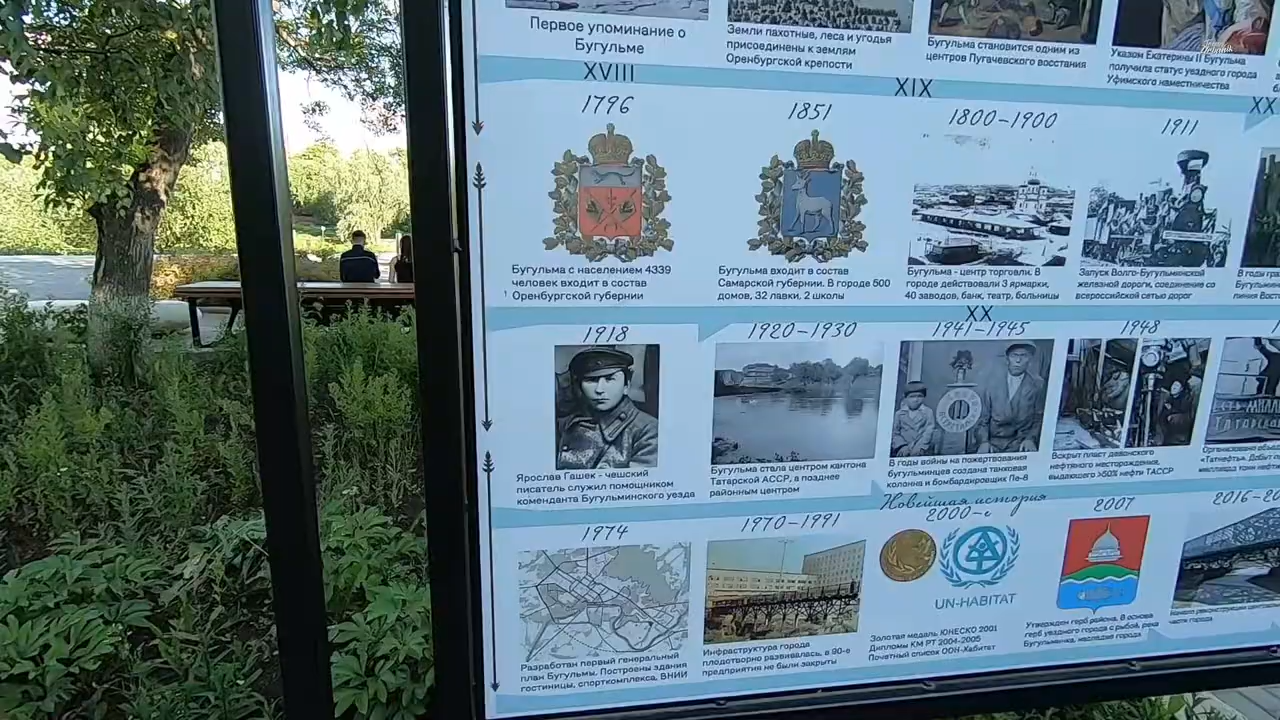 Первое упоминание о
Бугульме
Земли пахотные, леса и угодья
присоединены к землям
Оренбургской крепости
Бугульма становится одним из
центров Пугачевского восстания
Указом Екатерины II Бугульма
получила статус уездного города
Уфимского наместничества
XVIII
XIX
XX
1796
Бугульма с населением 4339
человек входит в состав
Оренбургской губернии
1851
Бугульма входит в состав
Самарской губернии. В городе 500
домов, 32 лавки, 2 школы
1800-1900
Бугульма - центр торговли. В
городе действовали 3 ярмарки,
40 заводов, банк, театр, больницы
1911
Запуск Волго-Бугульминской
железной дороги, соединение со
всероссийской сетью дорог
В годы
XX
1918
Ярослав Гашек - чешский
писатель служил помощником
коменданта Бугульминского уезда
1920-1930
Бугульма стала центром кантона
Татарской АССР, а позднее
районным центром
1941-1945
В годы войны на пожертвования
бугульминцев создана танковая
колонна и бомбардировщик Пе-8
1948
Вскрыт пласт девонского
нефтяного месторождения,
выдающего >50% нефти ТАССР
Новейшая история
1974
Разработан первый генеральный
план Бугульмы. Построены здания
гостиницы, спорткомплекса, ВНИИ
1970-1991
Инфраструктура города
плодотворно развивалась, в 90-е
предприятия не были закрыты
2000-е
UN-HABITAT
Золотая медаль ЮНЕСКО 2001
Дипломы КМ РТ 2004-2005
Почетный список ООН-Хабитат
2007
Утвержден герб района. В основе
герб уездного города с рыбой, река
Бугульминка, наследие города
2016-20